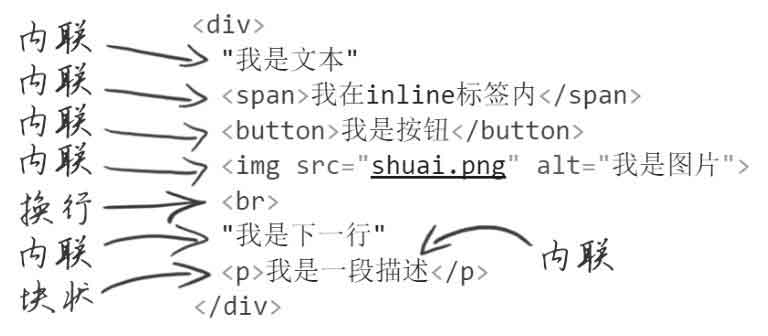 <div>
内联 "我是文本"
内联 <span>我在inline标签内</span>
内联 <button>我是按钮</button>
内联 <img src="shuai.png" alt="我是图片">
换行 <br>
内联 "我是下一行"
块状 <p>我是一段描述</p> 内联
</div>